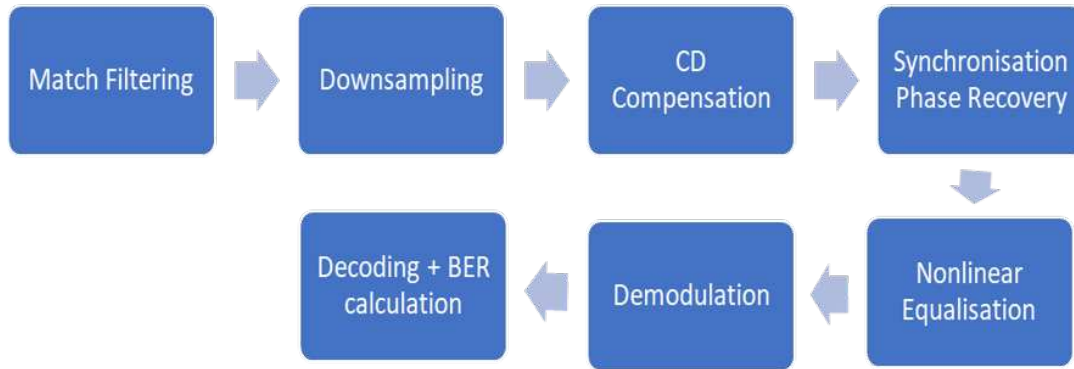 Match Filtering
Downsampling
CD
Compensation
Synchronisation
Phase Recovery
Nonlinear
Equalisation
Demodulation
Decoding + BER
calculation